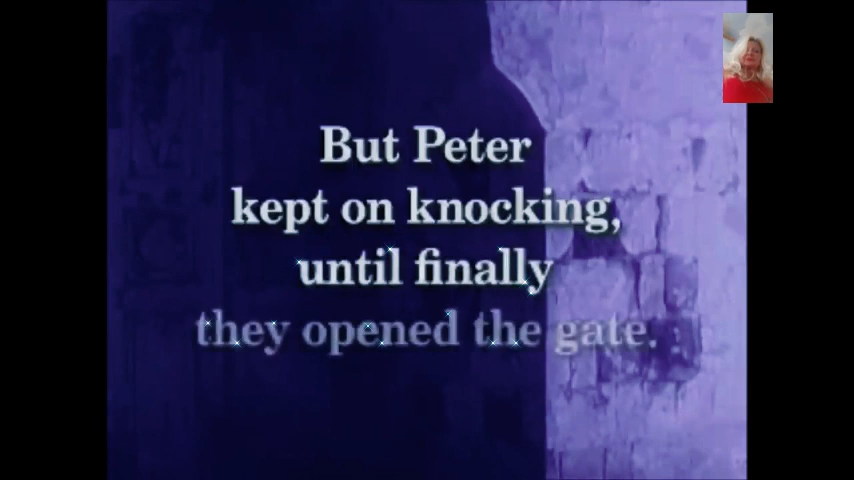 But Peter
kept on knocking,
until finally
they opened the gate.